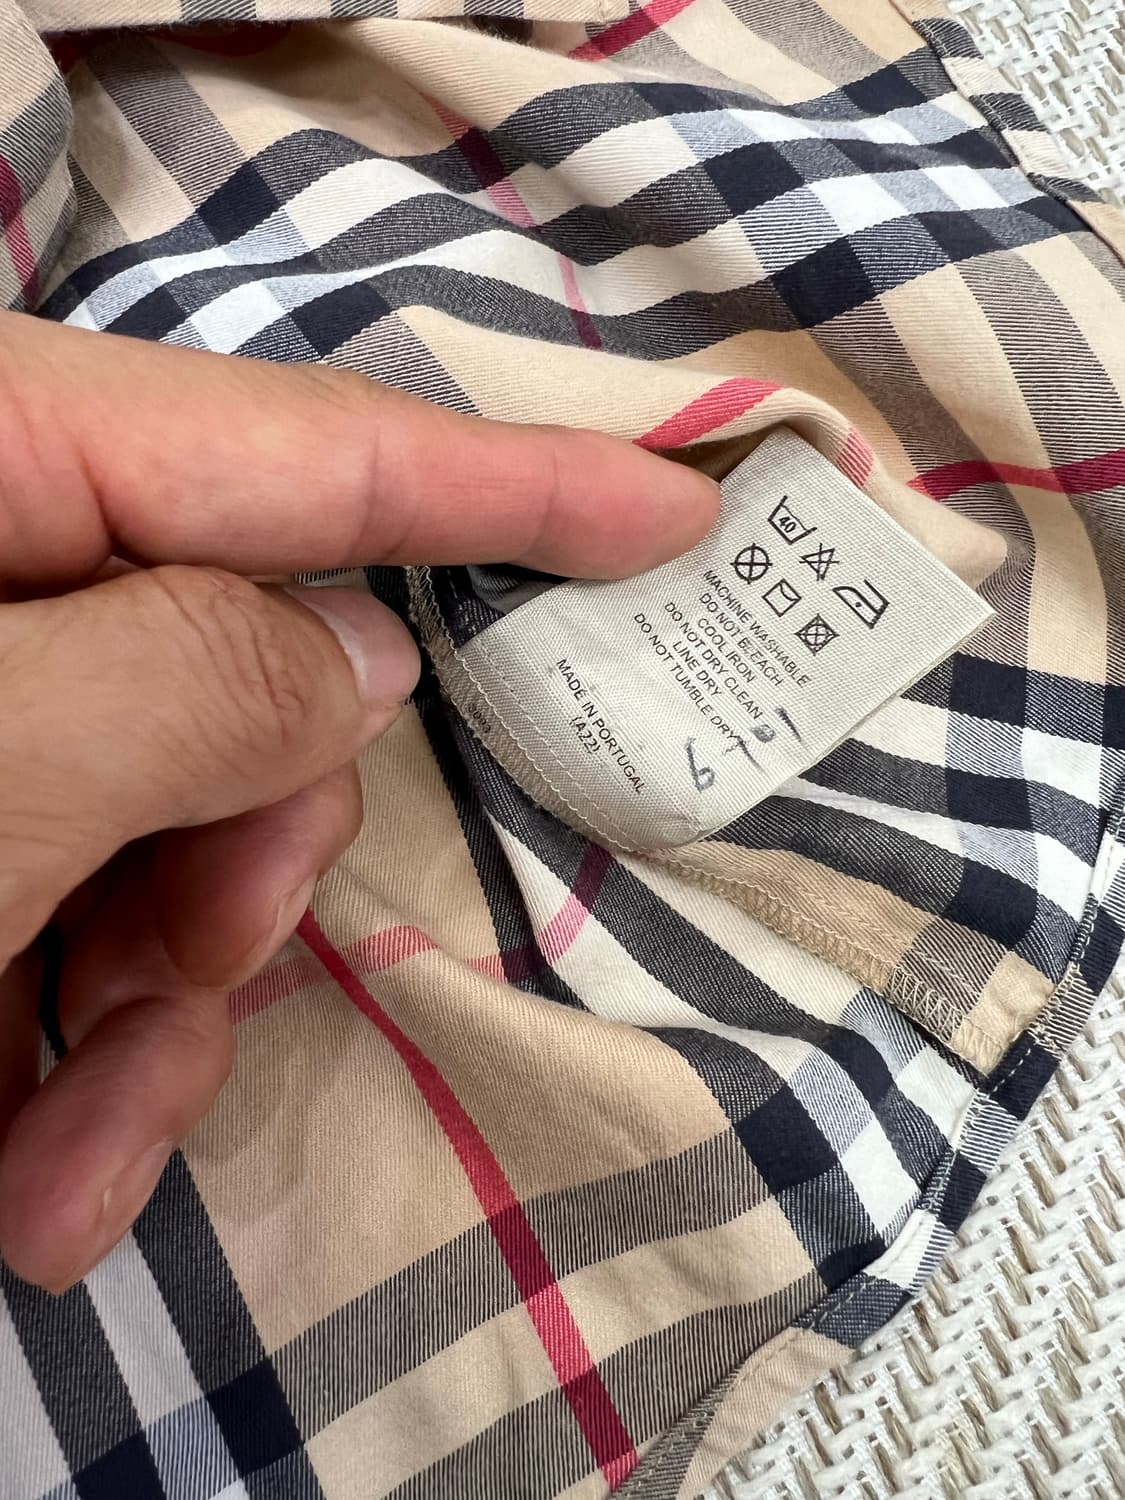 40
MACHINE WASHABLE
DO NOT BLEACH
COOL IRON
DO NOT DRY CLEAN
LINE DRY
DO NOT TUMBLE DRY
MADE IN PORTUGAL
(A22)